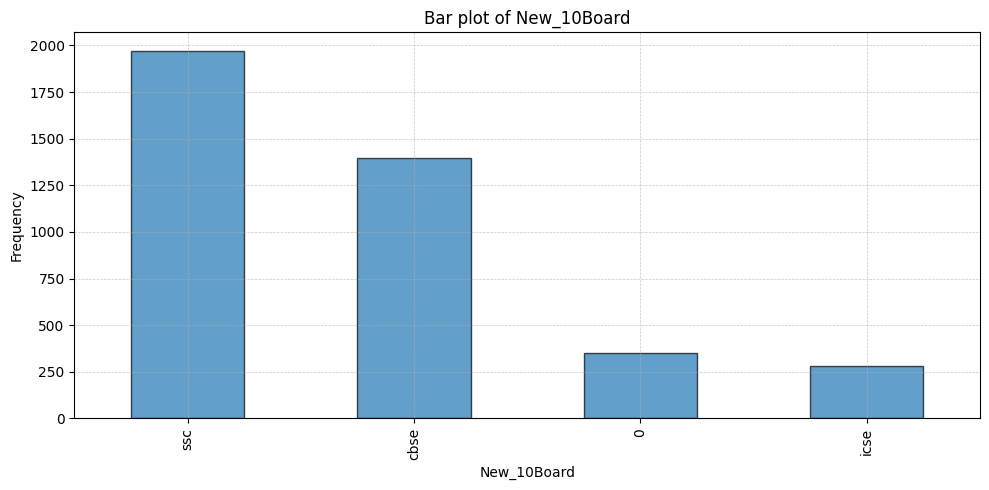 Bar plot of New_10Board
2000
1750
1500
1250
1000
750
500
250
0
Frequency
ssc
cbse
0
icse
New_10Board